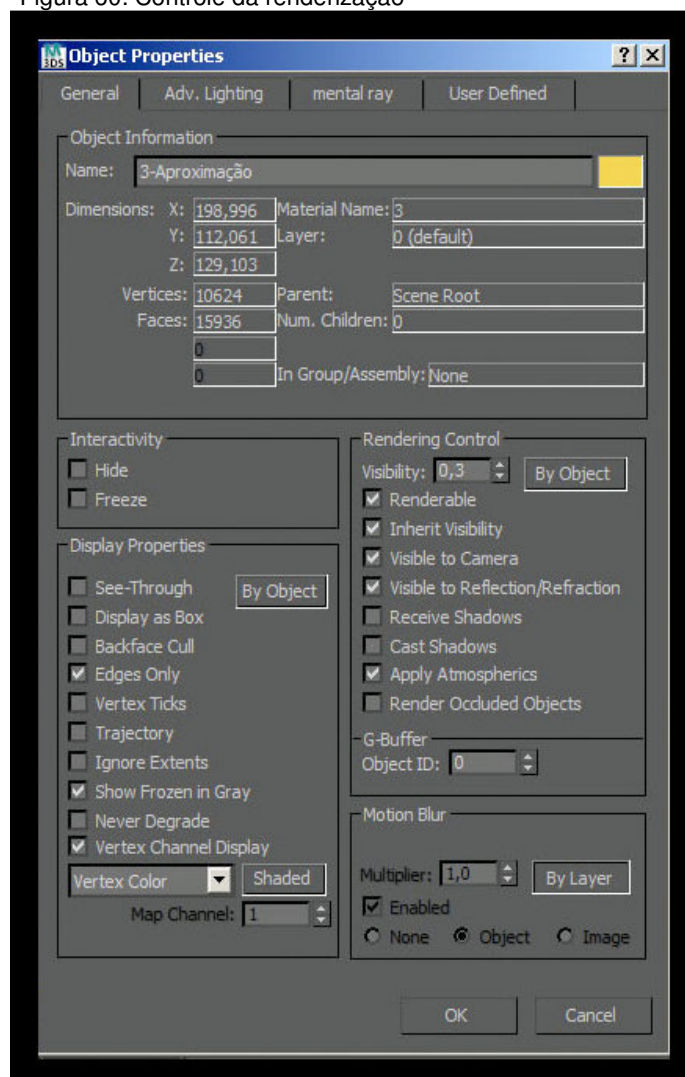 Figura 60: Controle da renderização
Object Properties
General Adv. Lighting mental ray User Defined
Object Information
Name: 3-Aproximação
Dimensions: X: 198,996 Material Name: 3
Y: 112,061 Layer: 0 (default)
Z: 129,103
Vertices: 10624 Parent: Scene Root
Faces: 15936 Num. Children: 0
0
0 In Group/Assembly: None
Interactivity
Hide
Freeze
Display Properties
See-Through By Object
Display as Box
Backface Cull
Edges Only
Vertex Ticks
Trajectory
Ignore Extents
Show Frozen in Gray
Never Degrade
Vertex Channel Display
Vertex Color Shaded
Map Channel: 1
Rendering Control
Visibility: 0,3 By Object
Renderable
Inherit Visibility
Visible to Camera
Visible to Reflection/Refraction
Receive Shadows
Cast Shadows
Apply Atmospherics
Render Occluded Objects
G-Buffer
Object ID: 0
Motion Blur
Multiplier: 1,0 By Layer
Enabled
None Object Image
OK Cancel